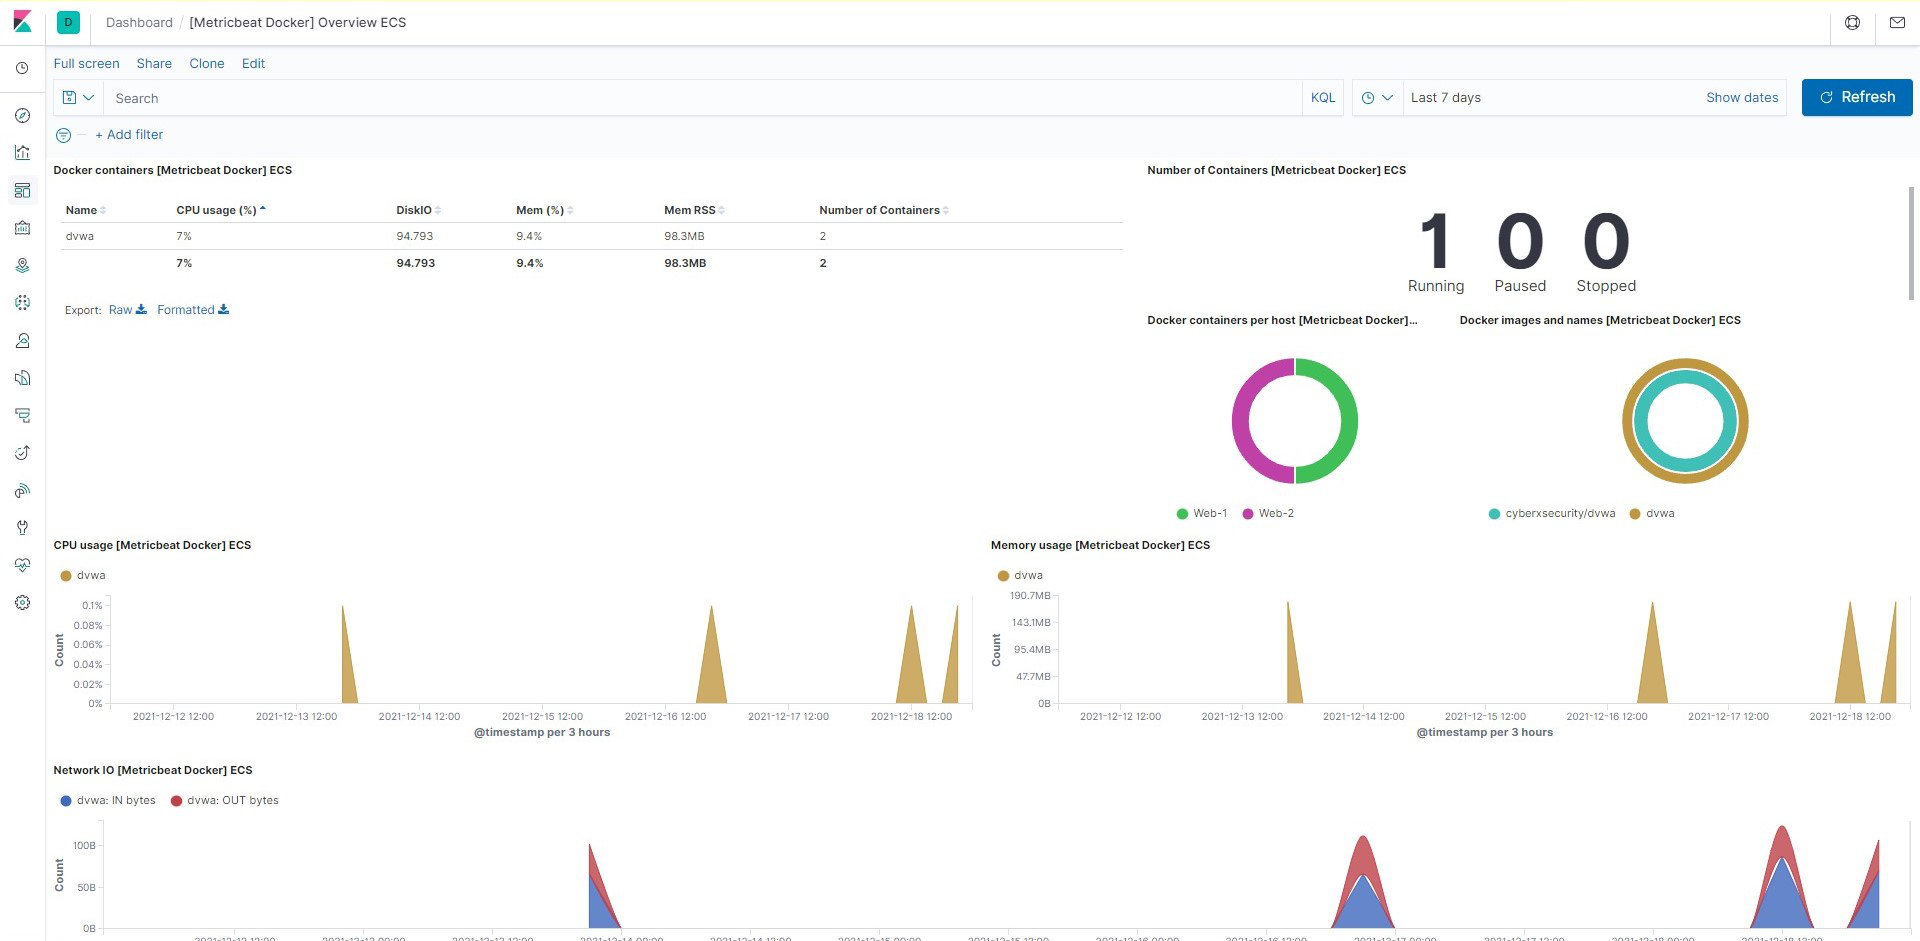 D Dashboard / [Metricbeat Docker] Overview ECS
Full screen Share Clone Edit
Search KQL Last 7 days Show dates Refresh
+ Add filter
Docker containers [Metricbeat Docker] ECS
Name CPU usage (%) DiskIO Mem (%) Mem RSS Number of Containers
dvwa 7% 94.793 9.4% 98.3MB 2
7% 94.793 9.4% 98.3MB 2
Export: Raw Formatted
Number of Containers [Metricbeat Docker] ECS
1 0 0
Running Paused Stopped
Docker containers per host [Metricbeat Docker]...
Web-1 Web-2
Docker images and names [Metricbeat Docker] ECS
cyberxsecurity/dvwa dvwa
CPU usage [Metricbeat Docker] ECS
dvwa
0.1%
0.08%
0.06%
0.04%
0.02%
0%
Count
2021-12-12 12:00 2021-12-13 12:00 2021-12-14 12:00 2021-12-15 12:00 2021-12-16 12:00 2021-12-17 12:00 2021-12-18 12:00
@timestamp per 3 hours
Memory usage [Metricbeat Docker] ECS
dvwa
190.7MB
143.1MB
95.4MB
47.7MB
0B
Count
2021-12-12 12:00 2021-12-13 12:00 2021-12-14 12:00 2021-12-15 12:00 2021-12-16 12:00 2021-12-17 12:00 2021-12-18 12:00
@timestamp per 3 hours
Network IO [Metricbeat Docker] ECS
dvwa: IN bytes dvwa: OUT bytes
100B
50B
0B
Count